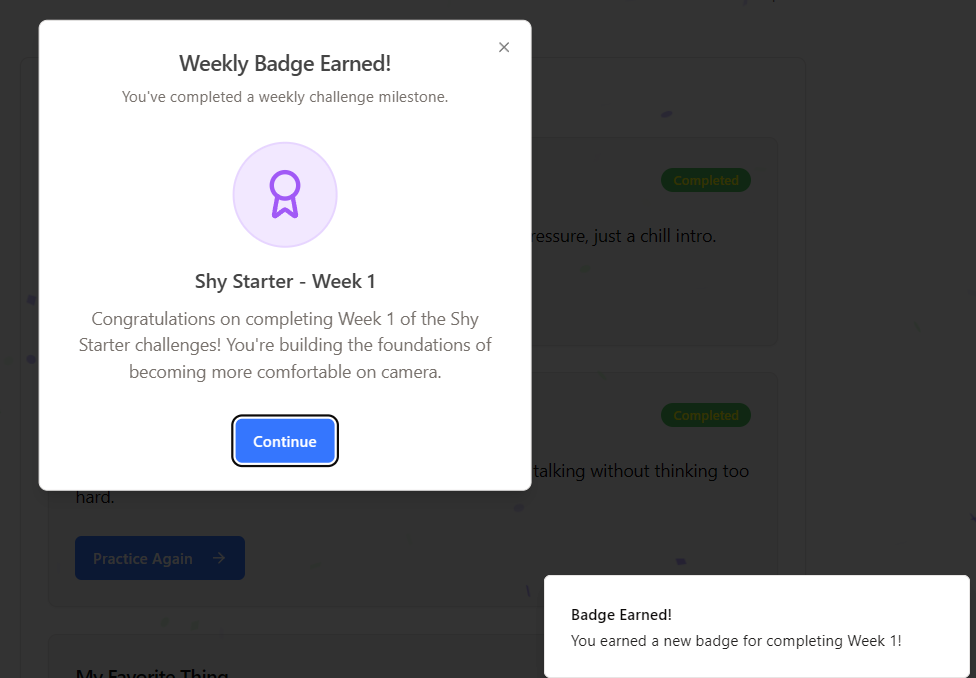 Weekly Badge Earned!
You've completed a weekly challenge milestone.
Completed
ressure, just a chill intro.
Shy Starter - Week 1
Congratulations on completing Week 1 of the Shy
Starter challenges! You're building the foundations of
becoming more comfortable on camera.
Completed
Continue
talking without thinking too
hard.
Practice Again
Badge Earned!
You earned a new badge for completing Week 1!
My Favorite Thing